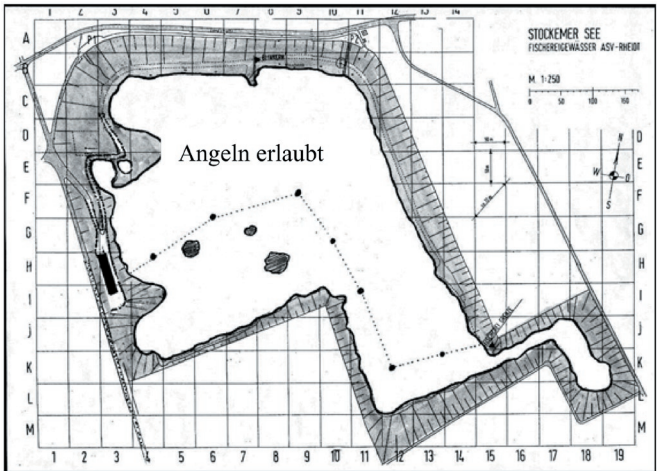 1 2 3 4 5 6 7 8 9 10 11 12 13 14
STOCKEMER SEE
FISCHEREIGEWÄSSER ASV-RHEIDT
M. 1:250
0 50 100 150
A
B
C
D
E
F
G
H
I
j
K
L
M
P1
Angeln erlaubt
D
E
F
G
H
I
J
K
L
M
N
W
O
S
1 2 3 4 5 6 7 8 9 10 11 12 13 14 15 16 17 18 19